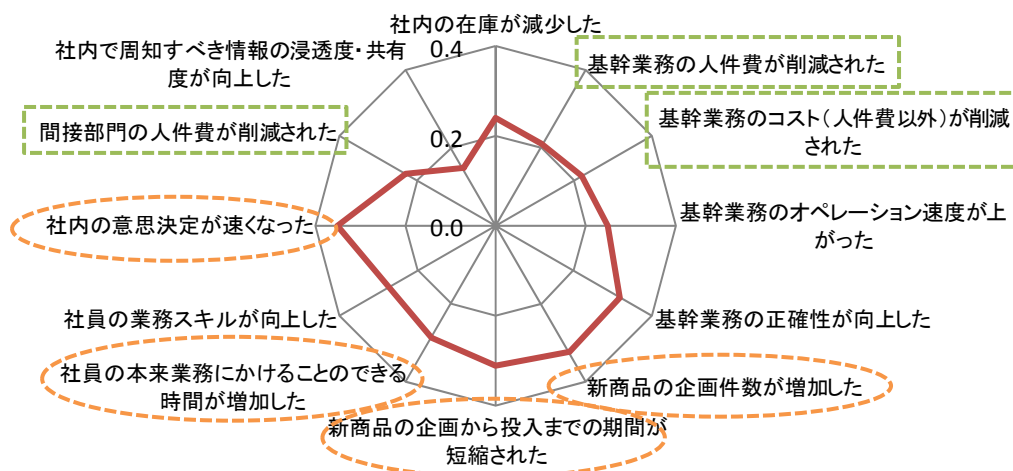 社内の在庫が減少した
0.4
社内で周知すべき情報の浸透度・共有
度が向上した
基幹業務の人件費が削減された
間接部門の人件費が削減された
0.2
基幹業務のコスト(人件費以外)が削減
された
社内の意思決定が速くなった
0.0
基幹業務のオペレーション速度が上
がった
社員の業務スキルが向上した
基幹業務の正確性が向上した
社員の本来業務にかけることのできる
時間が増加した
新商品の企画件数が増加した
新商品の企画から投入までの期間が
短縮された